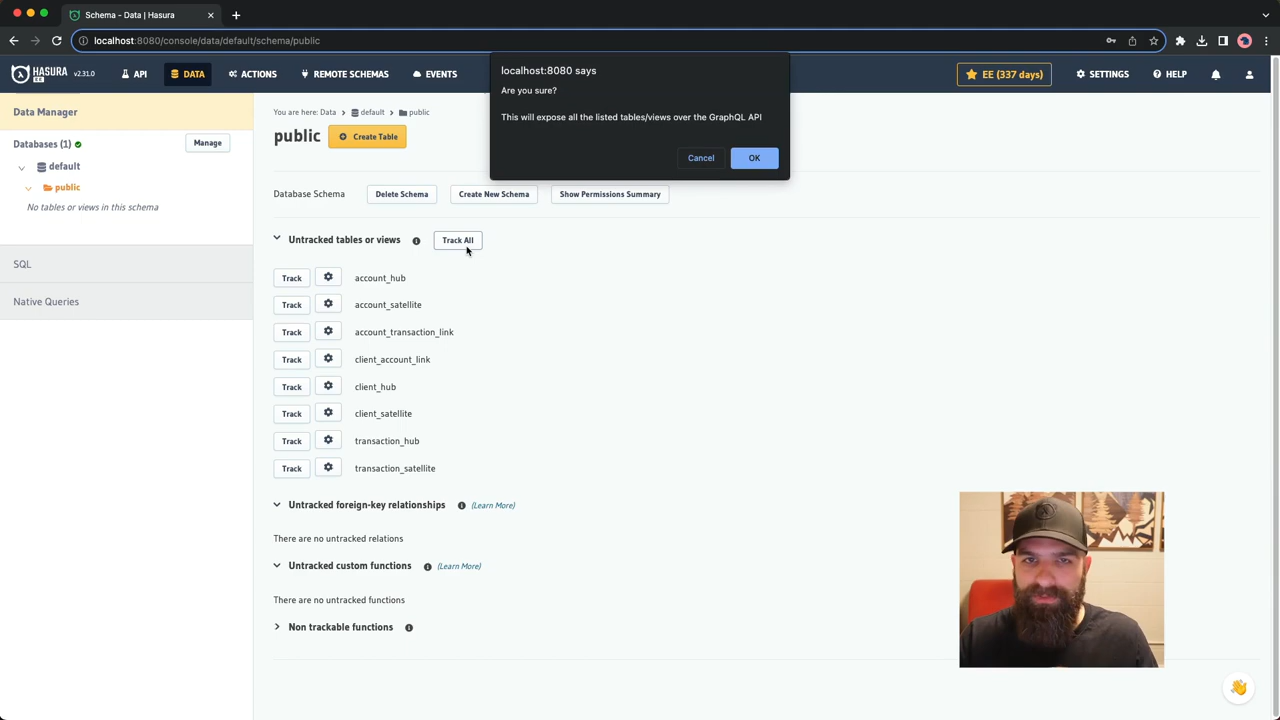 Schema - Data | Hasura
localhost:8080/console/data/default/schema/public
HASURA
v2.31.0
API
DATA
ACTIONS
REMOTE SCHEMAS
EVENTS
EE (337 days)
SETTINGS
HELP
localhost:8080 says
Are you sure?
This will expose all the listed tables/views over the GraphQL API
Cancel
OK
Data Manager
Databases (1)
Manage
default
public
No tables or views in this schema
SQL
Native Queries
You are here: Data > default > public
public
Create Table
Database Schema
Delete Schema
Create New Schema
Show Permissions Summary
Untracked tables or views
Track All
Track
account_hub
Track
account_satellite
Track
account_transaction_link
Track
client_account_link
Track
client_hub
Track
client_satellite
Track
transaction_hub
Track
transaction_satellite
Untracked foreign-key relationships
(Learn More)
There are no untracked relations
Untracked custom functions
(Learn More)
There are no untracked functions
Non trackable functions